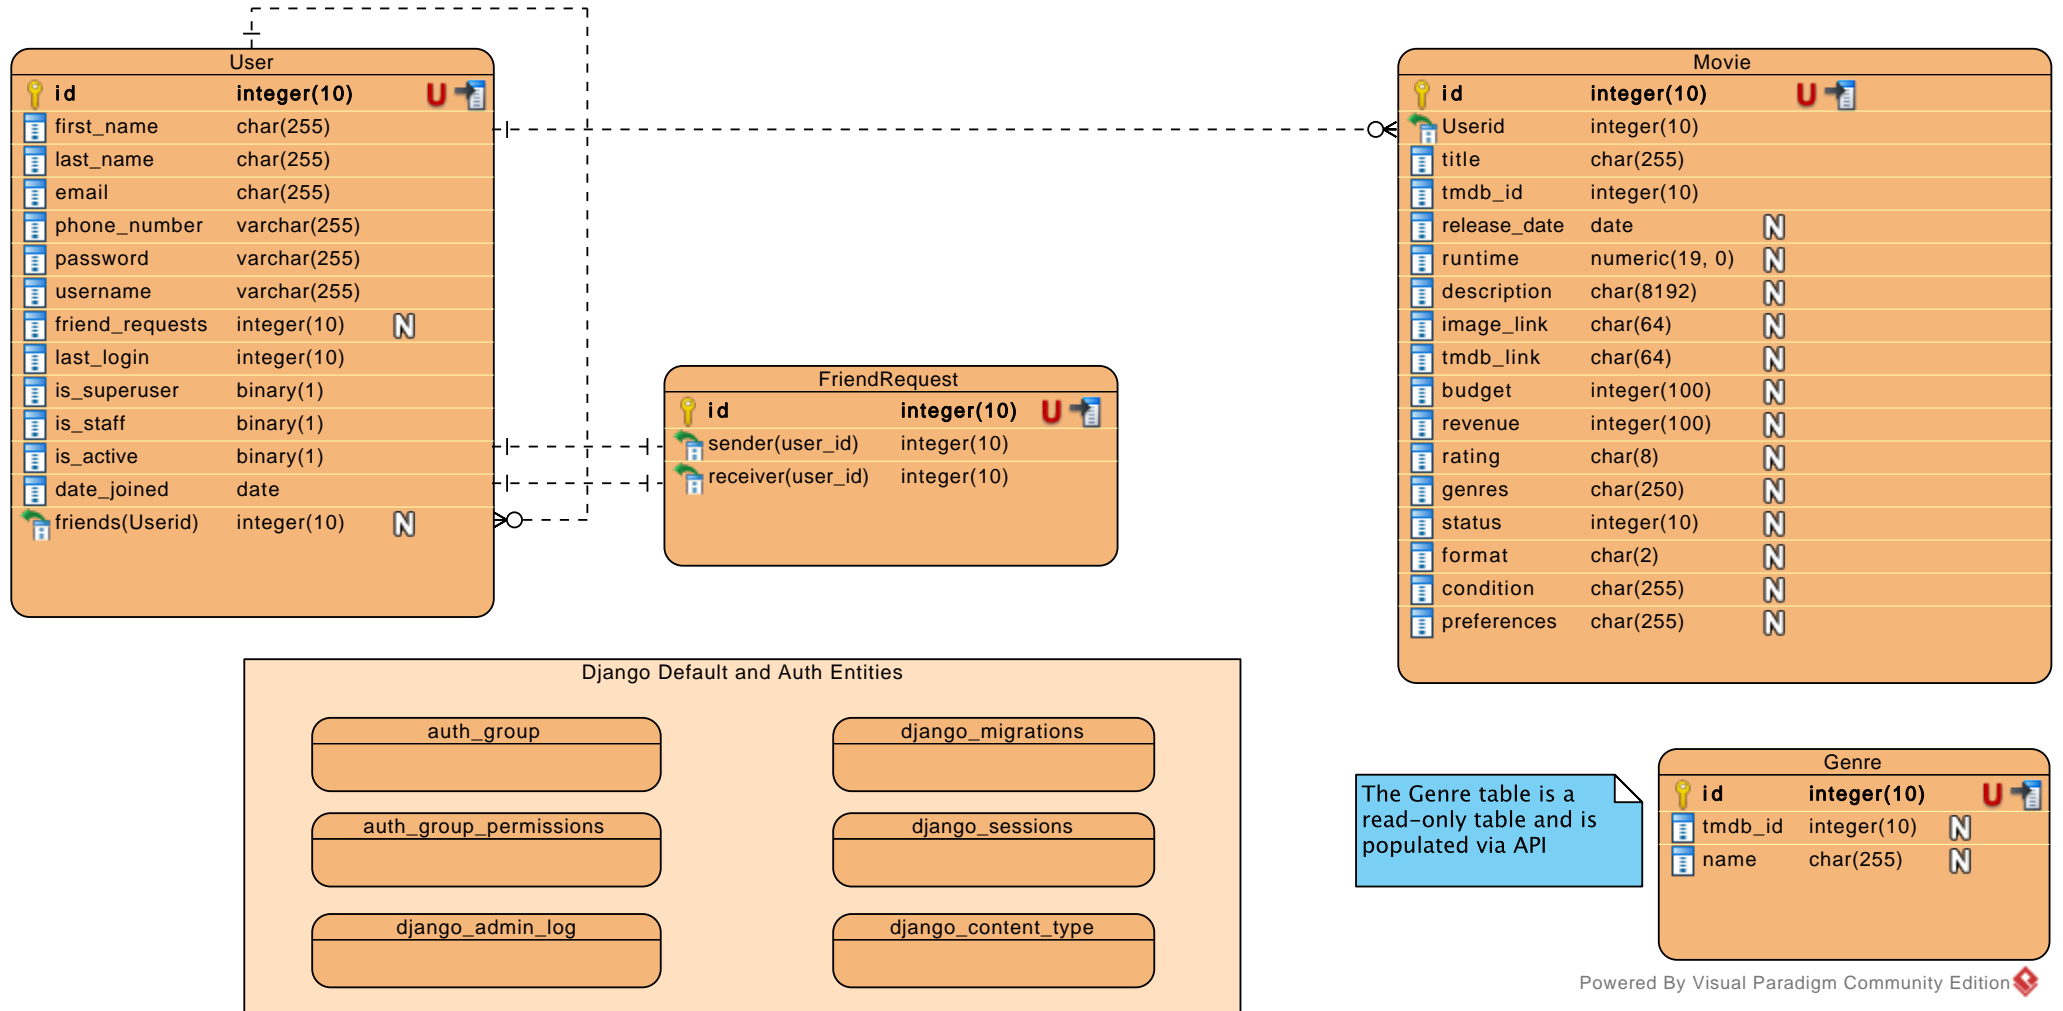 User
id integer(10) U
first_name char(255)
last_name char(255)
email char(255)
phone_number varchar(255)
password varchar(255)
username varchar(255)
friend_requests integer(10) N
last_login integer(10)
is_superuser binary(1)
is_staff binary(1)
is_active binary(1)
date_joined date
friends(Userid) integer(10) N
FriendRequest
id integer(10) U
sender(user_id) integer(10)
receiver(user_id) integer(10)
Movie
id integer(10) U
Userid integer(10)
title char(255)
tmdb_id integer(10)
release_date date N
runtime numeric(19, 0) N
description char(8192) N
image_link char(64) N
tmdb_link char(64) N
budget integer(100) N
revenue integer(100) N
rating char(8) N
genres char(250) N
status integer(10) N
format char(2) N
condition char(255) N
preferences char(255) N
Django Default and Auth Entities
auth_group
django_migrations
auth_group_permissions
django_sessions
django_admin_log
django_content_type
The Genre table is a
read-only table and is
populated via API
Genre
id integer(10) U
tmdb_id integer(10) N
name char(255) N
Powered By Visual Paradigm Community Edition